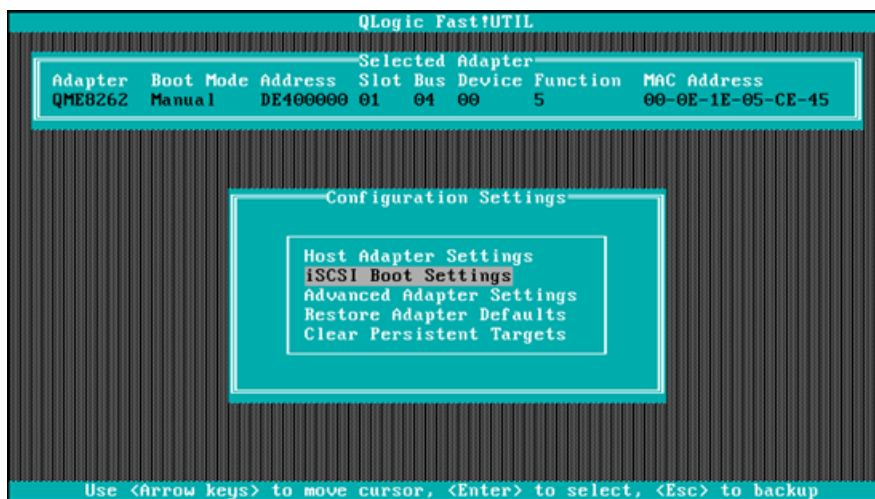 QLogic Fast!UTIL
Selected Adapter
Adapter Boot Mode Address Slot Bus Device Function MAC Address
QME8262 Manual DE400000 01 04 00 5 00-0E-1E-05-CE-45
Configuration Settings
Host Adapter Settings
iSCSI Boot Settings
Advanced Adapter Settings
Restore Adapter Defaults
Clear Persistent Targets
Use <Arrow keys> to move cursor, <Enter> to select, <Esc> to backup